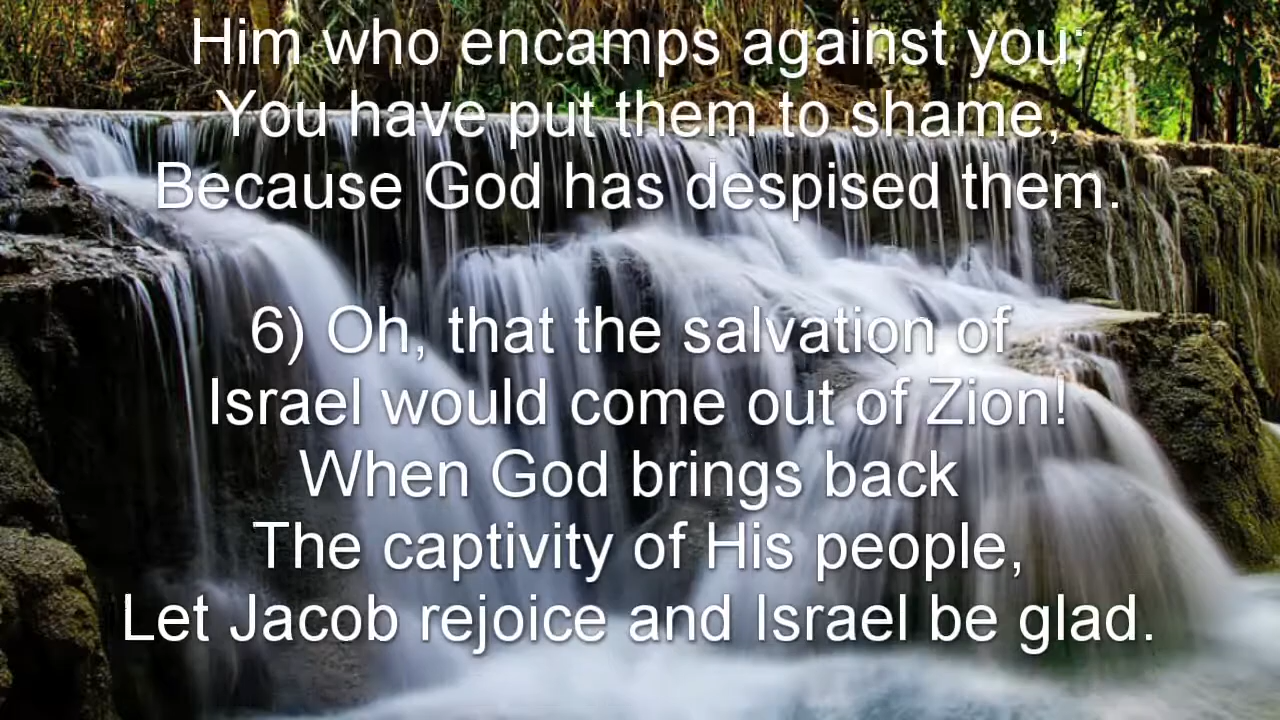 Him who encamps against you;
You have put them to shame,
Because God has despised them.
6) Oh, that the salvation of
Israel would come out of Zion!
When God brings back
The captivity of His people,
Let Jacob rejoice and Israel be glad.